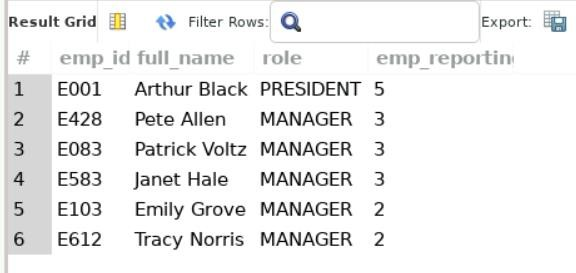 Result Grid Filter Rows: Export:
# emp_id full_name role emp_reporting
1 E001 Arthur Black PRESIDENT 5
2 E428 Pete Allen MANAGER 3
3 E083 Patrick Voltz MANAGER 3
4 E583 Janet Hale MANAGER 3
5 E103 Emily Grove MANAGER 2
6 E612 Tracy Norris MANAGER 2